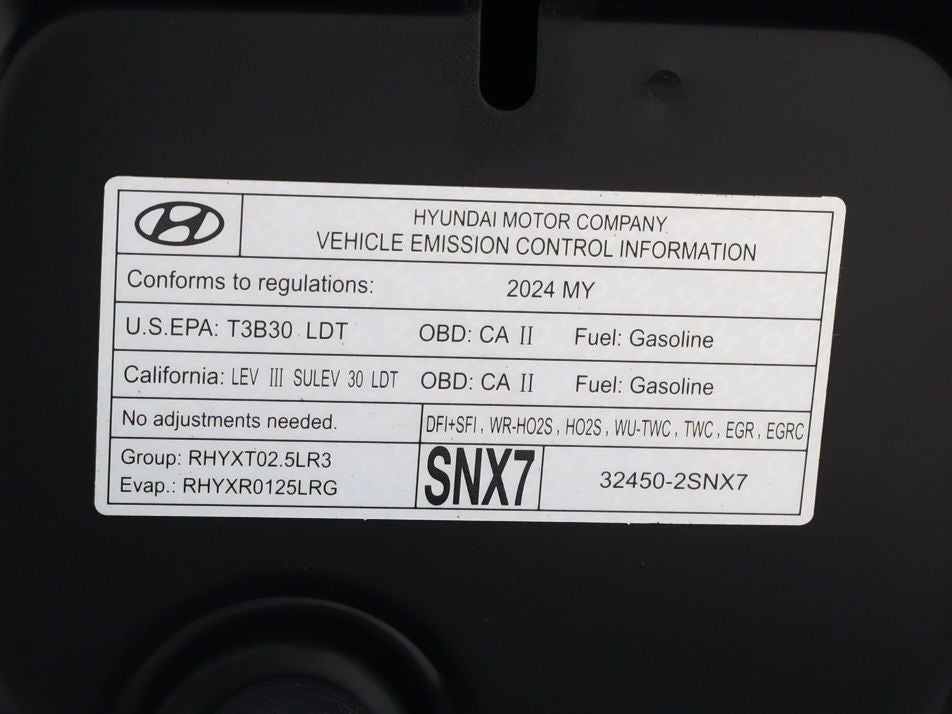 HYUNDAI MOTOR COMPANY
VEHICLE EMISSION CONTROL INFORMATION
Conforms to regulations: 2024 MY
U.S.EPA: T3B30 LDT OBD: CA II Fuel: Gasoline
California: LEV III SULEV 30 LDT OBD: CA II Fuel: Gasoline
No adjustments needed. DFI+SFI, WR-HO2S, HO2S, WU-TWC, TWC, EGR, EGRC
Group: RHYXT02.5LR3
Evap.: RHYXR0125LRG
SNX7 32450-2SNX7